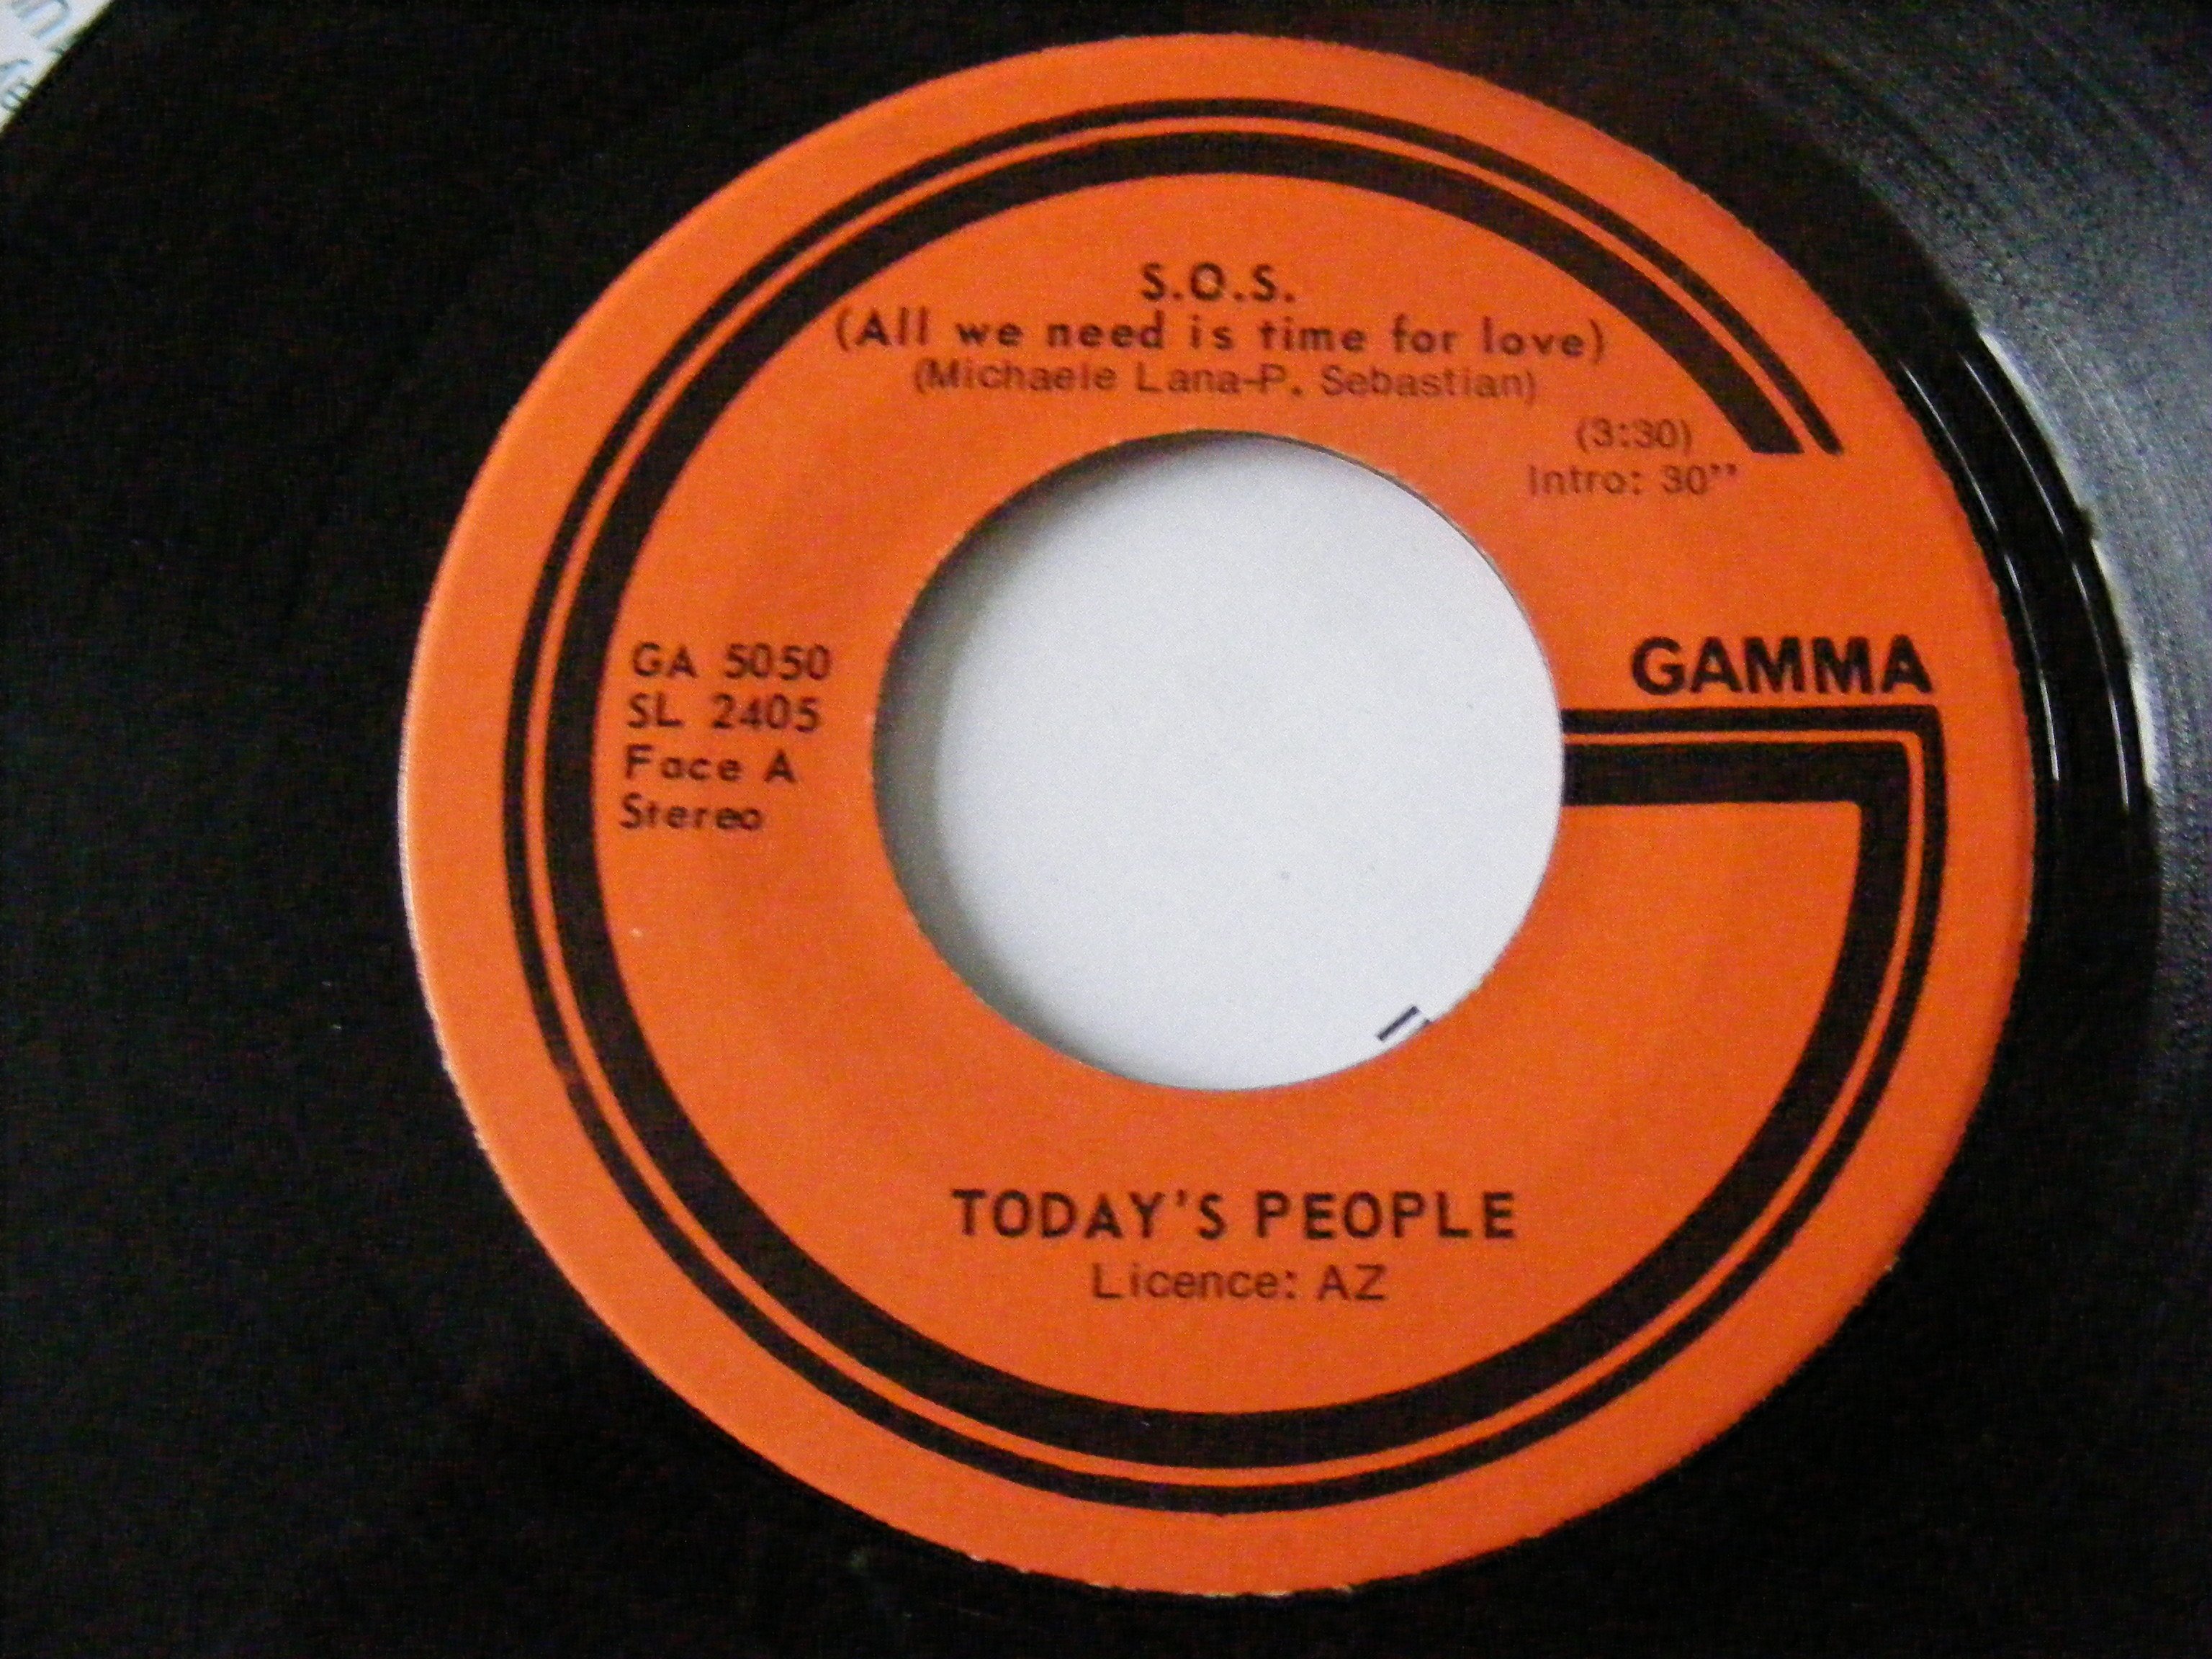 S.O.S.
(All we need is time for love)
(Michaele Lana-P. Sebastian)
(3:30)
Intro: 30''
GAMMA
GA 5050
SL 2405
Face A
Stereo
TODAY'S PEOPLE
Licence: AZ